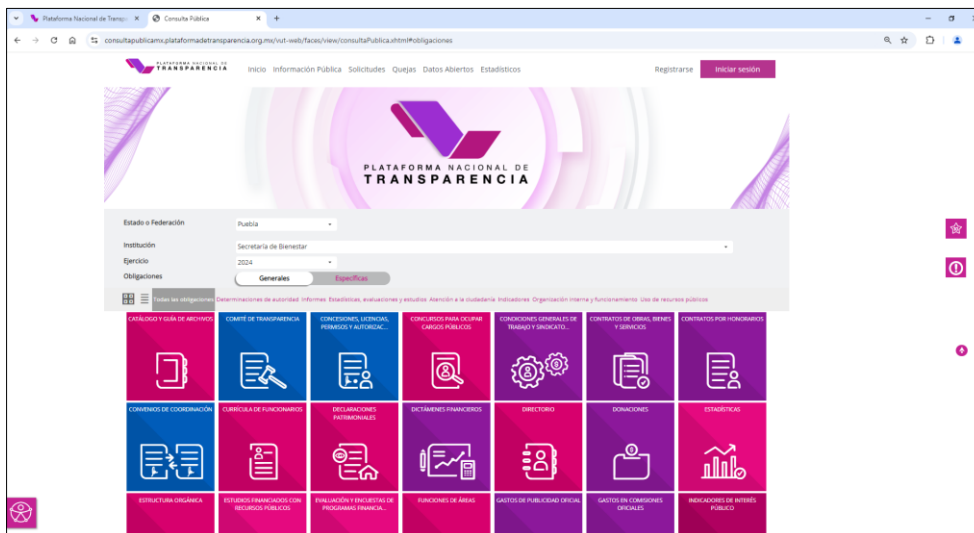 Plataforma Nacional de Transpa
Consulta Pública
consultapublicamx.plataformadetransparencia.org.mx/vut-web/faces/view/consultaPublica.xhtml#obligaciones
PLATAFORMA NACIONAL DE
TRANSPARENCIA
Inicio Información Pública Solicitudes Quejas Datos Abiertos Estadísticos
Registrarse Iniciar sesión
PLATAFORMA NACIONAL DE
TRANSPARENCIA
Estado o Federación Puebla
Institución Secretaría de Bienestar
Ejercicio 2024
Obligaciones Generales Específicas
Todas las obligaciones Determinaciones de autoridad Informes Estadísticas, evaluaciones y estudios Atención a la ciudadanía Indicadores Organización interna y funcionamiento Uso de recursos públicos
CATÁLOGO Y GUÍA DE ARCHIVOS
COMITÉ DE TRANSPARENCIA
CONCESIONES, LICENCIAS,
PERMISOS Y AUTORIZAC...
CONCURSOS PARA OCUPAR
CARGOS PÚBLICOS
CONDICIONES GENERALES DE
TRABAJO Y SINDICATO...
CONTRATOS DE OBRAS, BIENES
Y SERVICIOS
CONTRATOS POR HONORARIOS
CONVENIOS DE COORDINACIÓN
CURRÍCULA DE FUNCIONARIOS
DECLARACIONES
PATRIMONIALES
DICTÁMENES FINANCIEROS
DIRECTORIO
DONACIONES
ESTADÍSTICAS
ESTRUCTURA ORGÁNICA
ESTUDIOS FINANCIADOS CON
RECURSOS PÚBLICOS
EVALUACIÓN Y ENCUESTAS DE
PROGRAMAS FINANCIA...
FUNCIONES DE ÁREAS
GASTOS DE PUBLICIDAD OFICIAL
GASTOS EN COMISIONES
OFICIALES
INDICADORES DE INTERÉS
PÚBLICO